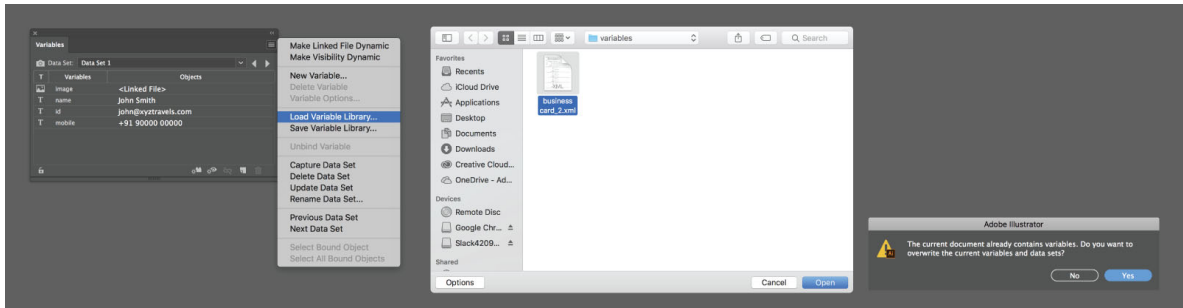 Variables
Data Set: Data Set 1
T Variables Objects
image <Linked File>
T name John Smith
T id john@xyztravels.com
T mobile +91 90000 00000
Make Linked File Dynamic
Make Visibility Dynamic
New Variable...
Delete Variable
Variable Options...
Load Variable Library...
Save Variable Library...
Unbind Variable
Capture Data Set
Delete Data Set
Update Data Set
Rename Data Set...
Previous Data Set
Next Data Set
Select Bound Object
Select All Bound Objects
variables
Search
Favorites
Recents
iCloud Drive
Applications
Desktop
Documents
Downloads
Creative Cloud...
OneDrive - Ad...
Devices
Remote Disc
Google Chr...
Slack4209...
Shared
XML
business
card_2.xml
Options
Cancel
Open
Adobe Illustrator
Ai
The current document already contains variables. Do you want to
overwrite the current variables and data sets?
No
Yes